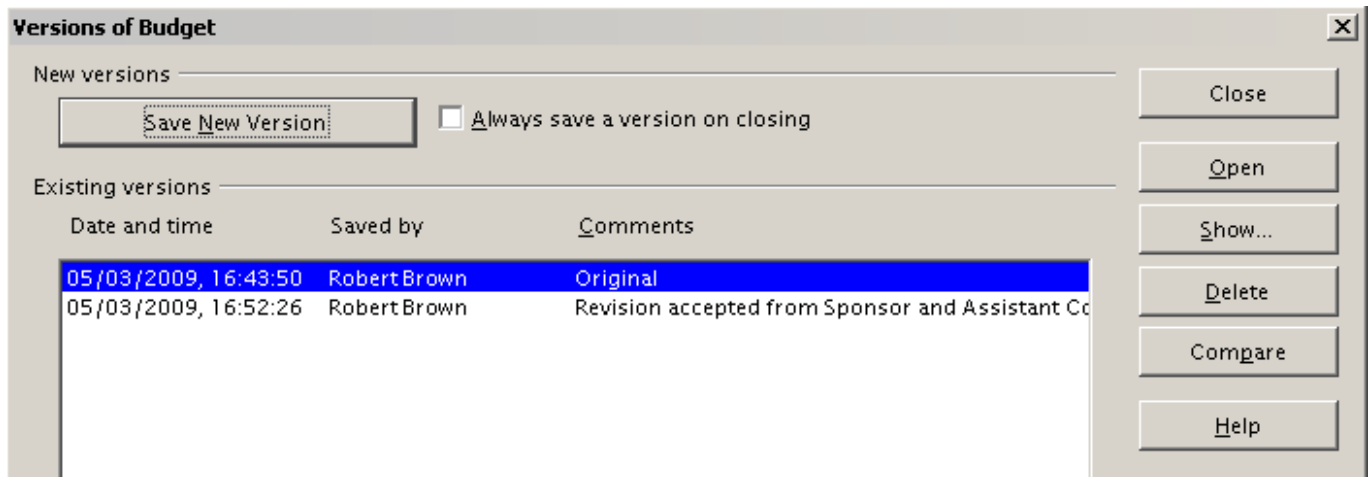 Versions of Budget
New versions
Save New Version
Always save a version on closing
Existing versions
Date and time Saved by Comments
05/03/2009, 16:43:50 Robert Brown Original
05/03/2009, 16:52:26 Robert Brown Revision accepted from Sponsor and Assistant
Close
Open
Show...
Delete
Compare
Help